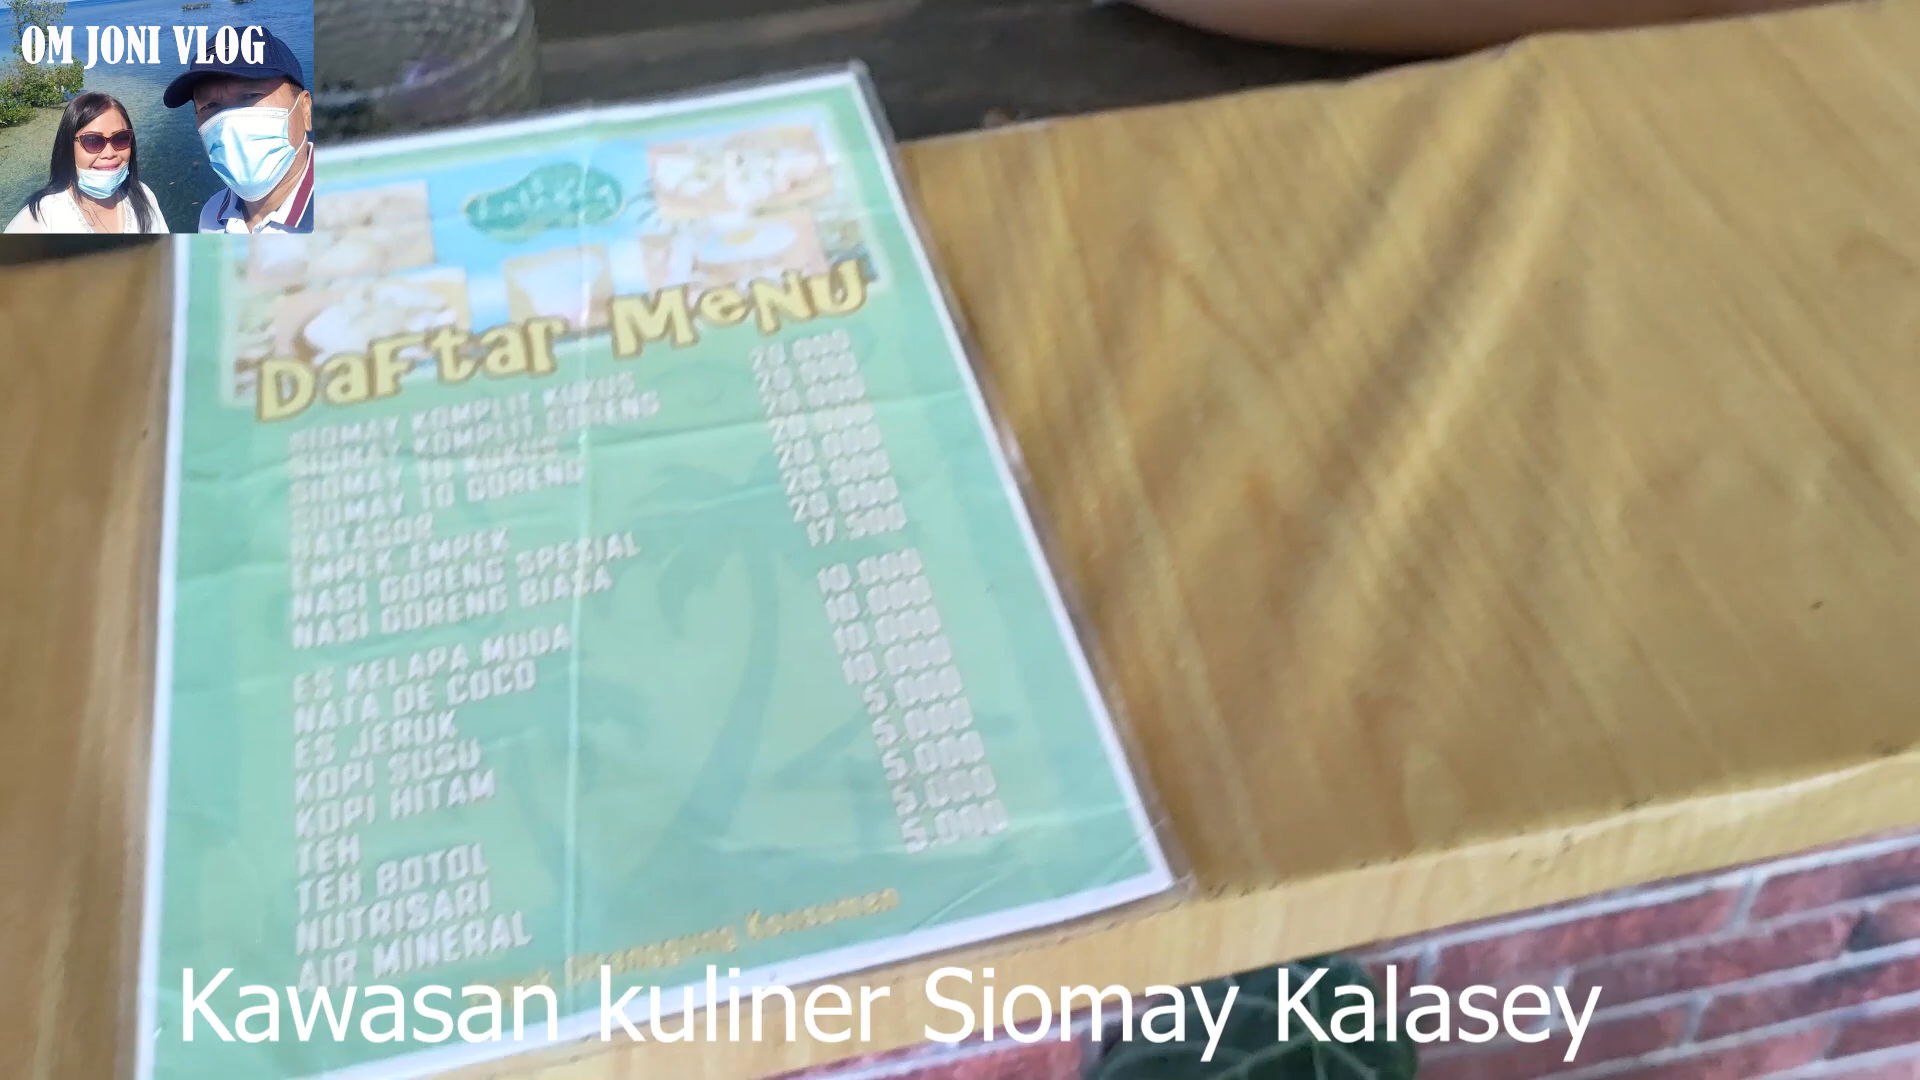 OM JONI VLOG
DaFtar MeNU
SIOMAY KOMPLIT KUKUS 20.000
SIOMAY KOMPLIT GORENG 20.000
SIOMAY TO KUKUS 20.000
SIOMAY TO GORENG 20.000
BATAGOR 20.000
EMPEK EMPEK 20.000
NASI GORENG SPESIAL 20.000
NASI GORENG BIASA 17.500
ES KELAPA MUDA 10.000
NATA DE COCO 10.000
ES JERUK 10.000
KOPI SUSU 10.000
KOPI HITAM 5.000
TEH 5.000
TEH BOTOL 5.000
NUTRISARI 5.000
AIR MINERAL 5.000
Ditanggung Konsumen
Kawasan kuliner Siomay Kalasey